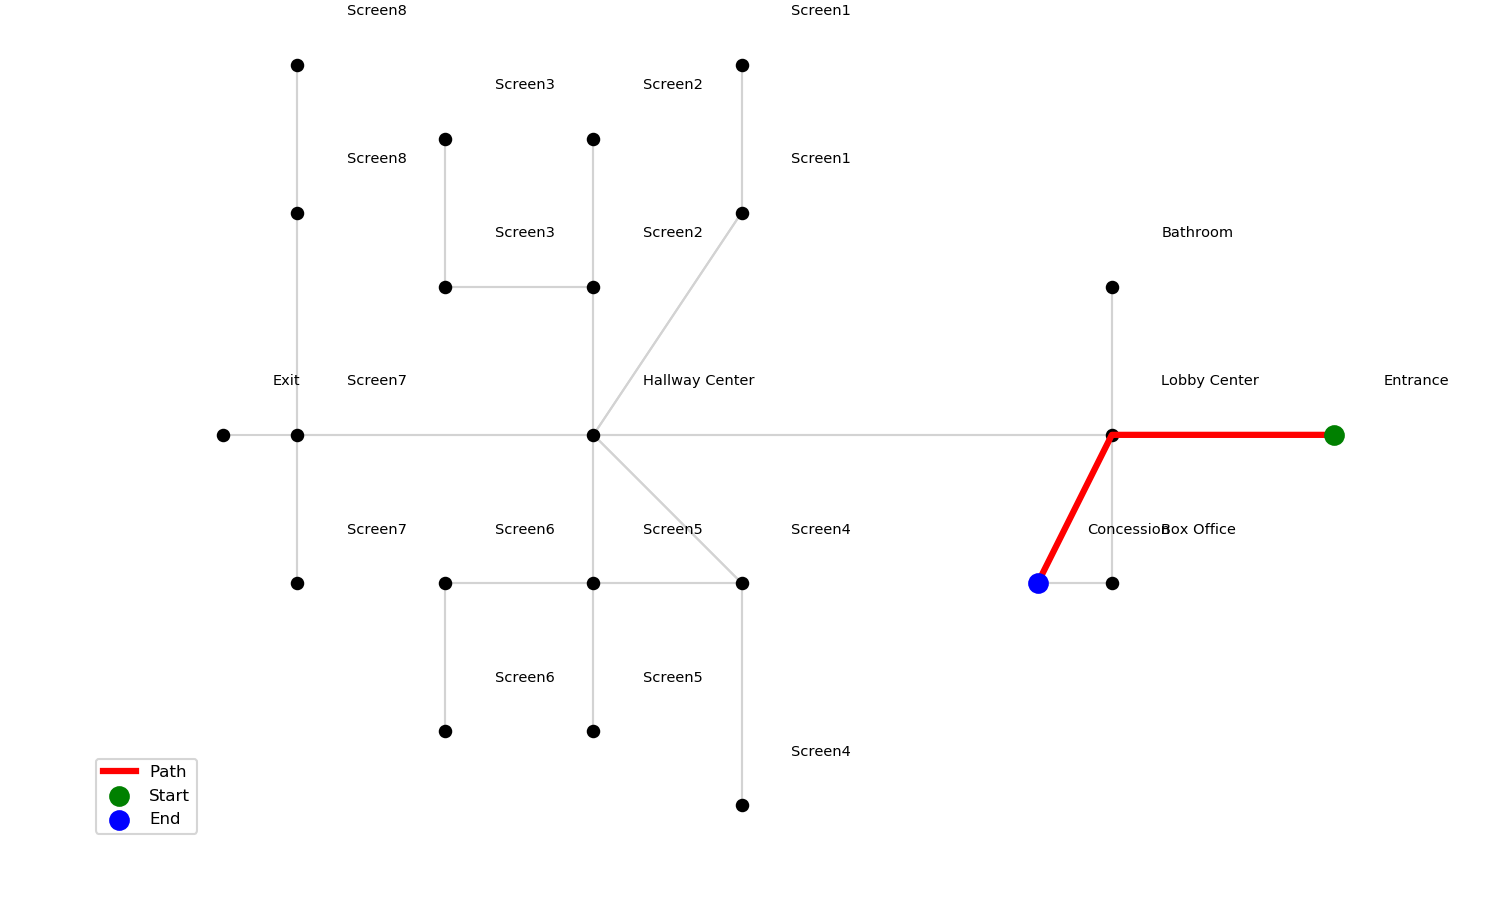 Screen8
Screen1
Screen3
Screen2
Screen8
Screen1
Screen3
Screen2
Bathroom
Exit
Screen7
Hallway Center
Lobby Center
Entrance
Screen7
Screen6
Screen5
Screen4
Concession
Box Office
Screen6
Screen5
Screen4
Path
Start
End